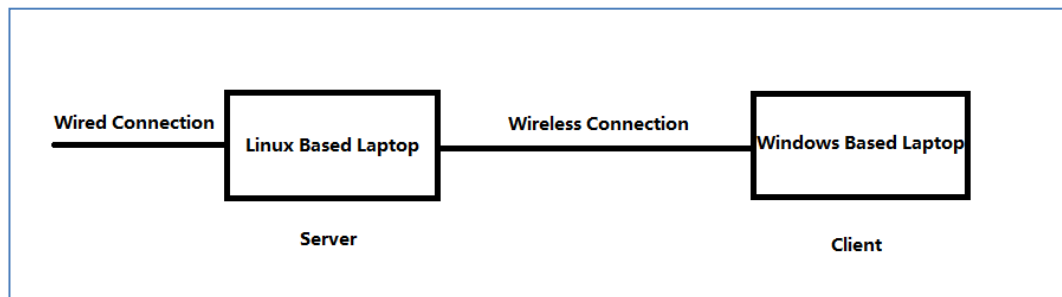 Wired Connection
Linux Based Laptop
Wireless Connection
Windows Based Laptop
Server
Client